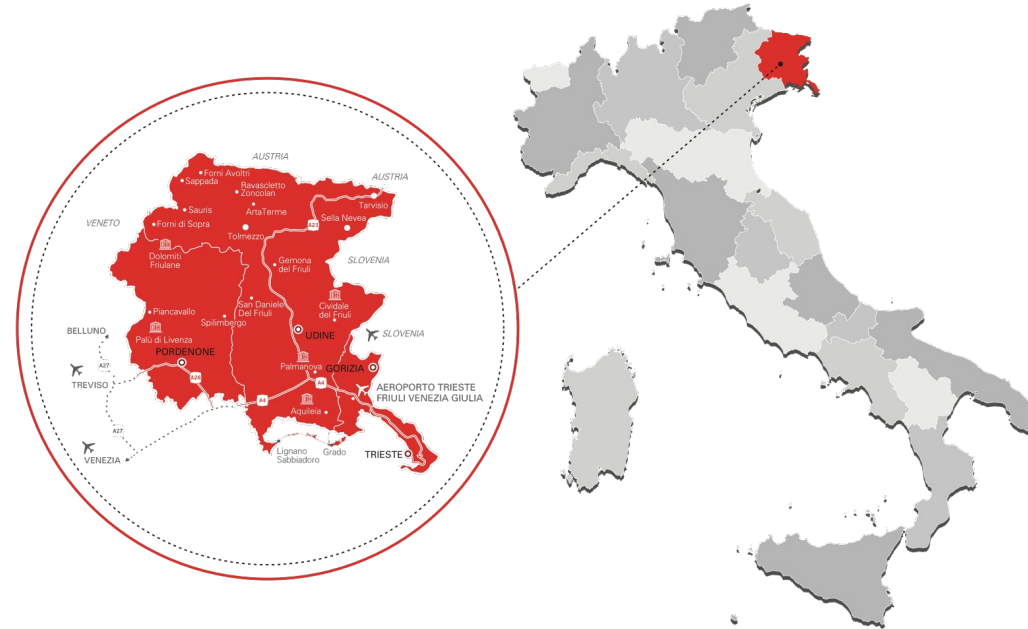 AUSTRIA
Forni Avoltri
Sappada
Ravascletto
Zoncolan
AUSTRIA
Tarvisio
Sauris
ArtaTerme
VENETO
Forni di Sopra
A23
Sella Nevea
Tolmezzo
Dolomiti
Friulane
Gemona
del Friuli
SLOVENIA
San Daniele
Del Friuli
Cividale
del Friuli
Piancavallo
Spilimbergo
BELLUNO
Palù di Livenza
UDINE
SLOVENIA
PORDENONE
A27
Palmanova
GORIZIA
TREVISO
A28
A4
AEROPORTO TRIESTE
FRIULI VENEZIA GIULIA
A4
Aquileia
A27
VENEZIA
Lignano
Sabbiadoro
Grado
TRIESTE